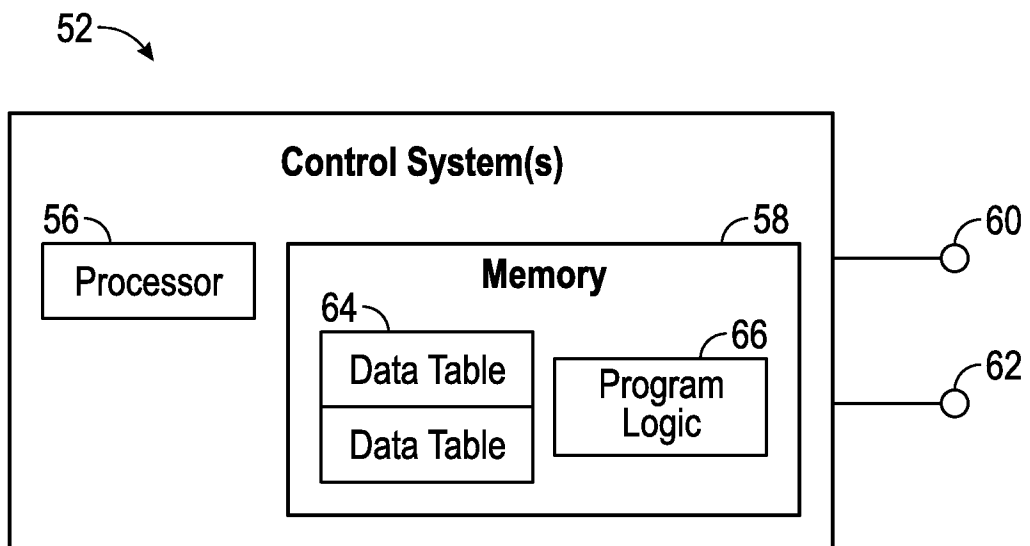 52
Control System(s)
56
58
60
Processor
Memory
64
66
Data Table
Program
Logic
62
Data Table